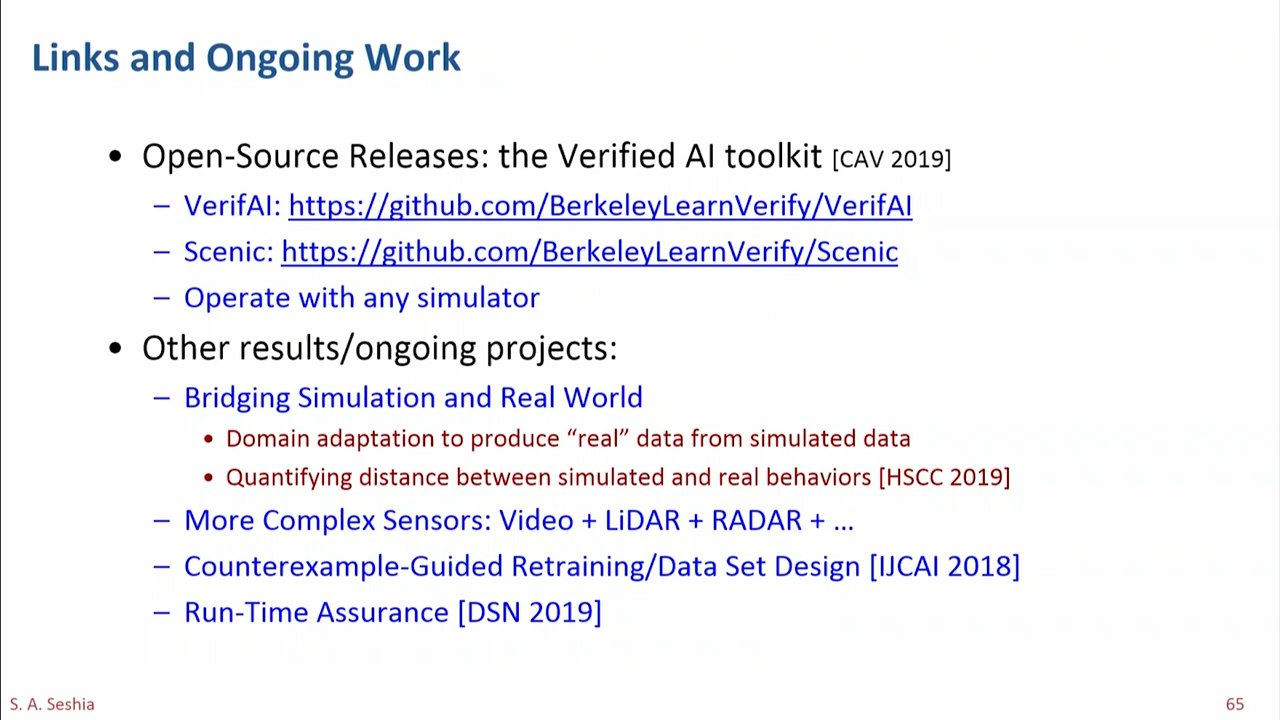 Links and Ongoing Work
• Open-Source Releases: the Verified AI toolkit [CAV 2019]
– VerifAI: https://github.com/BerkeleyLearnVerify/VerifAI
– Scenic: https://github.com/BerkeleyLearnVerify/Scenic
– Operate with any simulator
• Other results/ongoing projects:
– Bridging Simulation and Real World
• Domain adaptation to produce “real” data from simulated data
• Quantifying distance between simulated and real behaviors [HSCC 2019]
– More Complex Sensors: Video + LiDAR + RADAR + ...
– Counterexample-Guided Retraining/Data Set Design [IJCAI 2018]
– Run-Time Assurance [DSN 2019]
S. A. Seshia
65